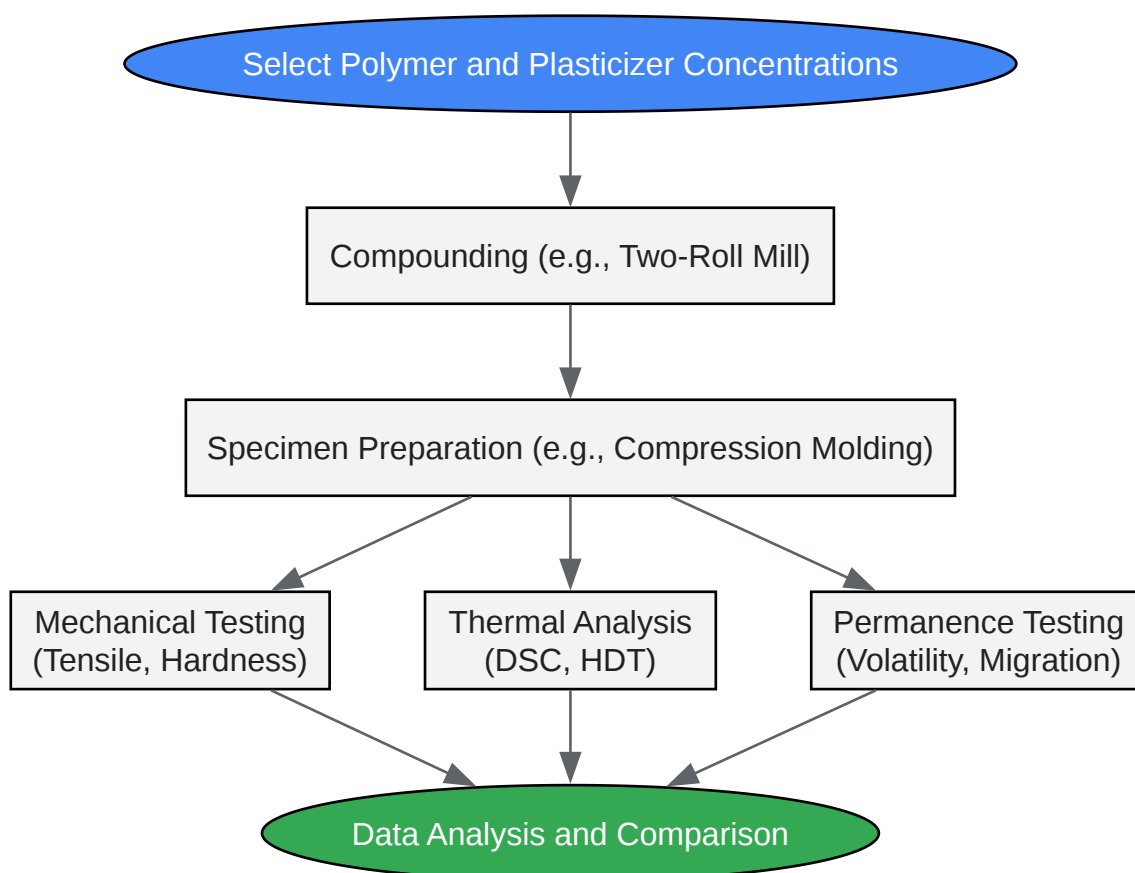 Select Polymer and Plasticizer Concentrations
Compounding (e.g., Two-Roll Mill)
Specimen Preparation (e.g., Compression Molding)
Mechanical Testing
(Tensile, Hardness)
Thermal Analysis
(DSC, HDT)
Permanence Testing
(Volatility, Migration)
Data Analysis and Comparison